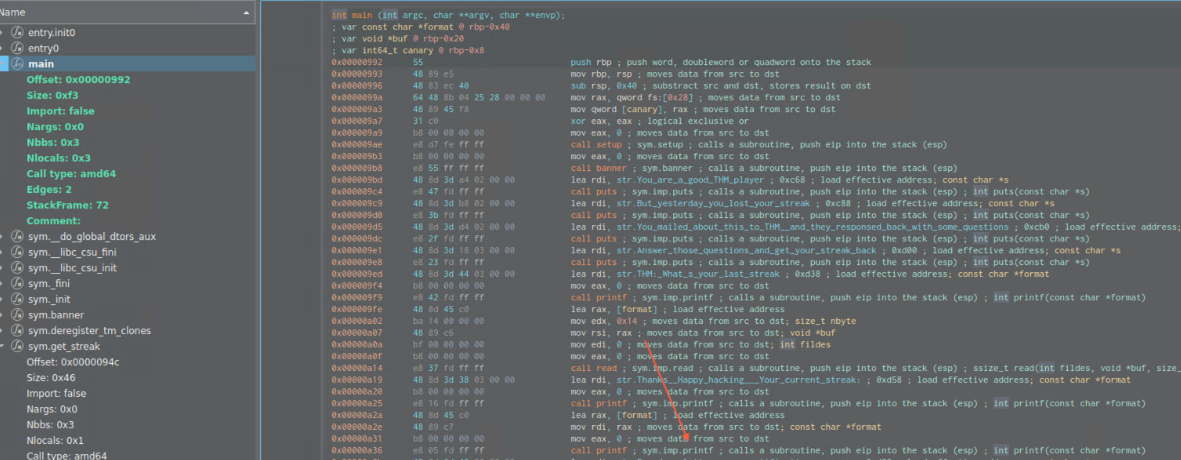 Name
entry.init0
entry0
main
Offset: 0x00000992
Size: 0xf3
Import: false
Nargs: 0x0
Nbbs: 0x3
Nlocals: 0x3
Call type: amd64
Edges: 2
StackFrame: 72
Comment:
sym.__do_global_dtors_aux
sym.__libc_csu_fini
sym.__libc_csu_init
sym._fini
sym._init
sym.banner
sym.deregister_tm_clones
sym.get_streak
Offset: 0x0000094c
Size: 0x46
Import: false
Nargs: 0x0
Nbbs: 0x3
Nlocals: 0x1
Call type: amd64
int main (int argc, char **argv, char **envp);
; var const char *format @ rbp-0x40
; var void *buf @ rbp-0x20
; var int64_t canary @ rbp-0x8
0x00000992 55 push rbp ; push word, doubleword or quadword onto the stack
0x00000993 48 89 e5 mov rbp, rsp ; moves data from src to dst
0x00000996 48 83 ec 40 sub rsp, 0x40 ; substract src and dst, stores result on dst
0x0000099a 64 48 8b 04 25 28 00 00 00 mov rax, qword fs:[0x28] ; moves data from src to dst
0x000009a3 48 89 45 f8 mov qword [canary], rax ; moves data from src to dst
0x000009a7 31 c0 xor eax, eax ; logical exclusive or
0x000009a9 b8 00 00 00 00 mov eax, 0 ; moves data from src to dst
0x000009ae e8 d7 fe ff ff call setup ; sym.setup ; calls a subroutine, push eip into the stack (esp)
0x000009b3 b8 00 00 00 00 mov eax, 0 ; moves data from src to dst
0x000009b8 e8 55 ff ff ff call banner ; sym.banner ; calls a subroutine, push eip into the stack (esp)
0x000009bd 48 8d 3d a4 02 00 00 lea rdi, str.You_are_a_good_THM_player ; 0xc68 ; load effective address; const char *s
0x000009c4 e8 47 fd ff ff call puts ; sym.imp.puts ; calls a subroutine, push eip into the stack (esp) ; int puts(const char *s)
0x000009c9 48 8d 3d b8 02 00 00 lea rdi, str.But_yesterday_you_lost_your_streak ; 0xc88 ; load effective address; const char *s
0x000009d0 e8 3b fd ff ff call puts ; sym.imp.puts ; calls a subroutine, push eip into the stack (esp) ; int puts(const char *s)
0x000009d5 48 8d 3d d4 02 00 00 lea rdi, str.You_mailed_about_this_to_THM__and_they_responsed_back_with_some_questions ; 0xcb0 ; load effective address;
0x000009dc e8 2f fd ff ff call puts ; sym.imp.puts ; calls a subroutine, push eip into the stack (esp) ; int puts(const char *s)
0x000009e1 48 8d 3d 18 03 00 00 lea rdi, str.Answer_those_questions_and_get_your_streak_back ; 0xd00 ; load effective address; const char *s
0x000009e8 e8 23 fd ff ff call puts ; sym.imp.puts ; calls a subroutine, push eip into the stack (esp) ; int puts(const char *s)
0x000009ed 48 8d 3d 44 03 00 00 lea rdi, str.THM:_What_s_your_last_streak ; 0xd38 ; load effective address; const char *format
0x000009f4 b8 00 00 00 00 mov eax, 0 ; moves data from src to dst
0x000009f9 e8 42 fd ff ff call printf ; sym.imp.printf ; calls a subroutine, push eip into the stack (esp) ; int printf(const char *format)
0x000009fe 48 8d 45 c0 lea rax, [format] ; load effective address
0x00000a02 ba 14 00 00 00 mov edx, 0x14 ; moves data from src to dst; size_t nbyte
0x00000a07 48 89 c6 mov rsi, rax ; moves data from src to dst; void *buf
0x00000a0a bf 00 00 00 00 mov edi, 0 ; moves data from src to dst; int fildes
0x00000a0f b8 00 00 00 00 mov eax, 0 ; moves data from src to dst
0x00000a14 e8 37 fd ff ff call read ; sym.imp.read ; calls a subroutine, push eip into the stack (esp) ; ssize_t read(int fildes, void *buf, size_
0x00000a19 48 8d 3d 38 03 00 00 lea rdi, str.Thanks__Happy_hacking___Your_current_streak: ; 0xd58 ; load effective address; const char *format
0x00000a20 b8 00 00 00 00 mov eax, 0 ; moves data from src to dst
0x00000a25 e8 16 fd ff ff call printf ; sym.imp.printf ; calls a subroutine, push eip into the stack (esp) ; int printf(const char *format)
0x00000a2a 48 8d 45 c0 lea rax, [format] ; load effective address
0x00000a2e 48 89 c7 mov rdi, rax ; moves data from src to dst; const char *format
0x00000a31 b8 00 00 00 00 mov eax, 0 ; moves data from src to dst
0x00000a36 e8 05 fd ff ff call printf ; sym.imp.printf ; calls a subroutine, push eip into the stack (esp) ; int printf(const char *format)